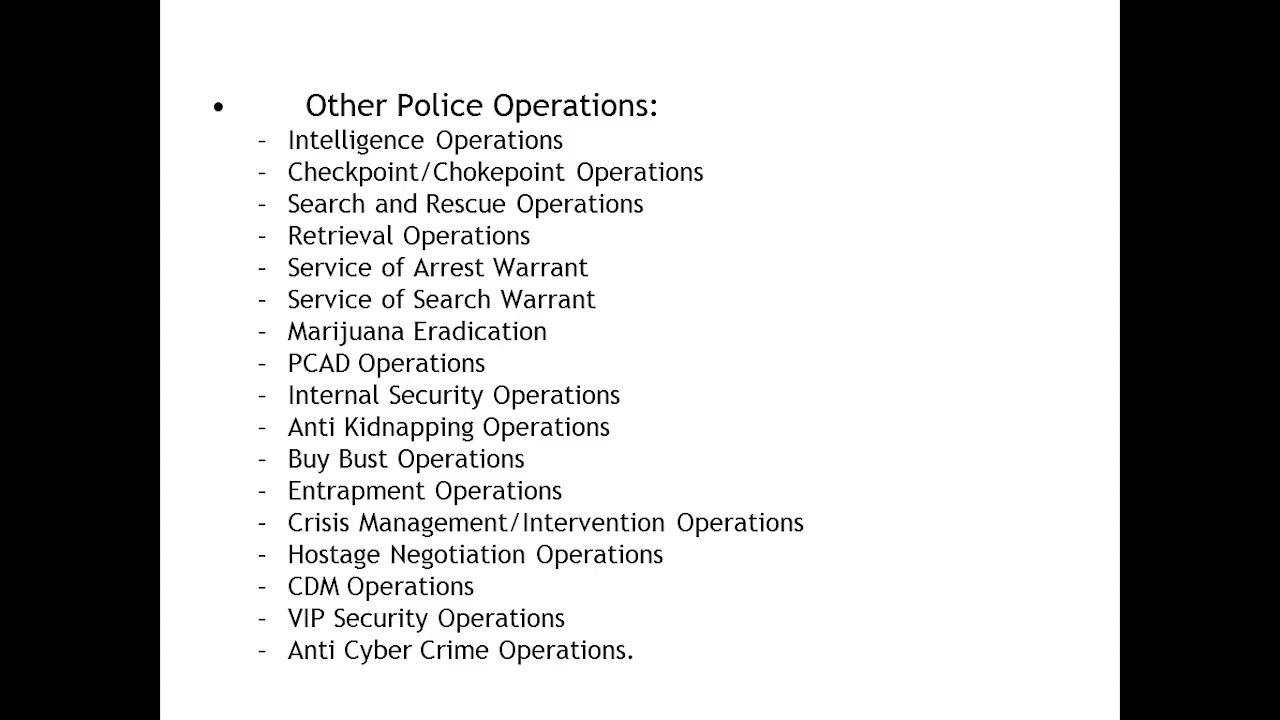 • Other Police Operations:
- Intelligence Operations
- Checkpoint/Chokepoint Operations
- Search and Rescue Operations
- Retrieval Operations
- Service of Arrest Warrant
- Service of Search Warrant
- Marijuana Eradication
- PCAD Operations
- Internal Security Operations
- Anti Kidnapping Operations
- Buy Bust Operations
- Entrapment Operations
- Crisis Management/Intervention Operations
- Hostage Negotiation Operations
- CDM Operations
- VIP Security Operations
- Anti Cyber Crime Operations.